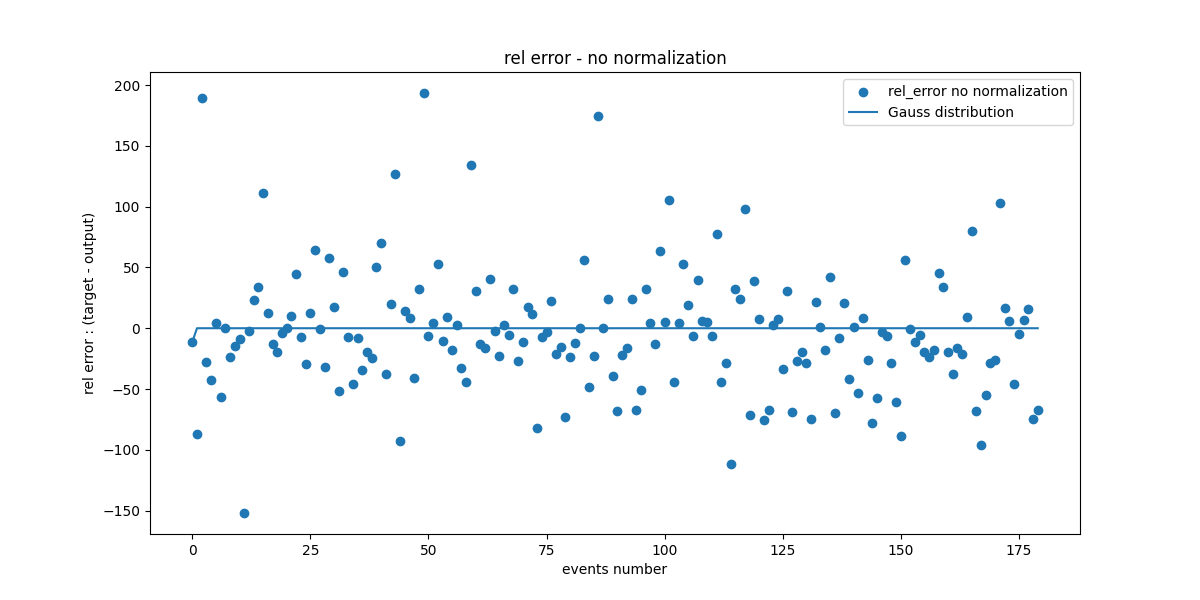 rel error - no normalization
rel_error no normalization
Gauss distribution
rel error : (target - output)
200
150
100
50
0
−50
−100
−150
0 25 50 75 100 125 150 175
events number